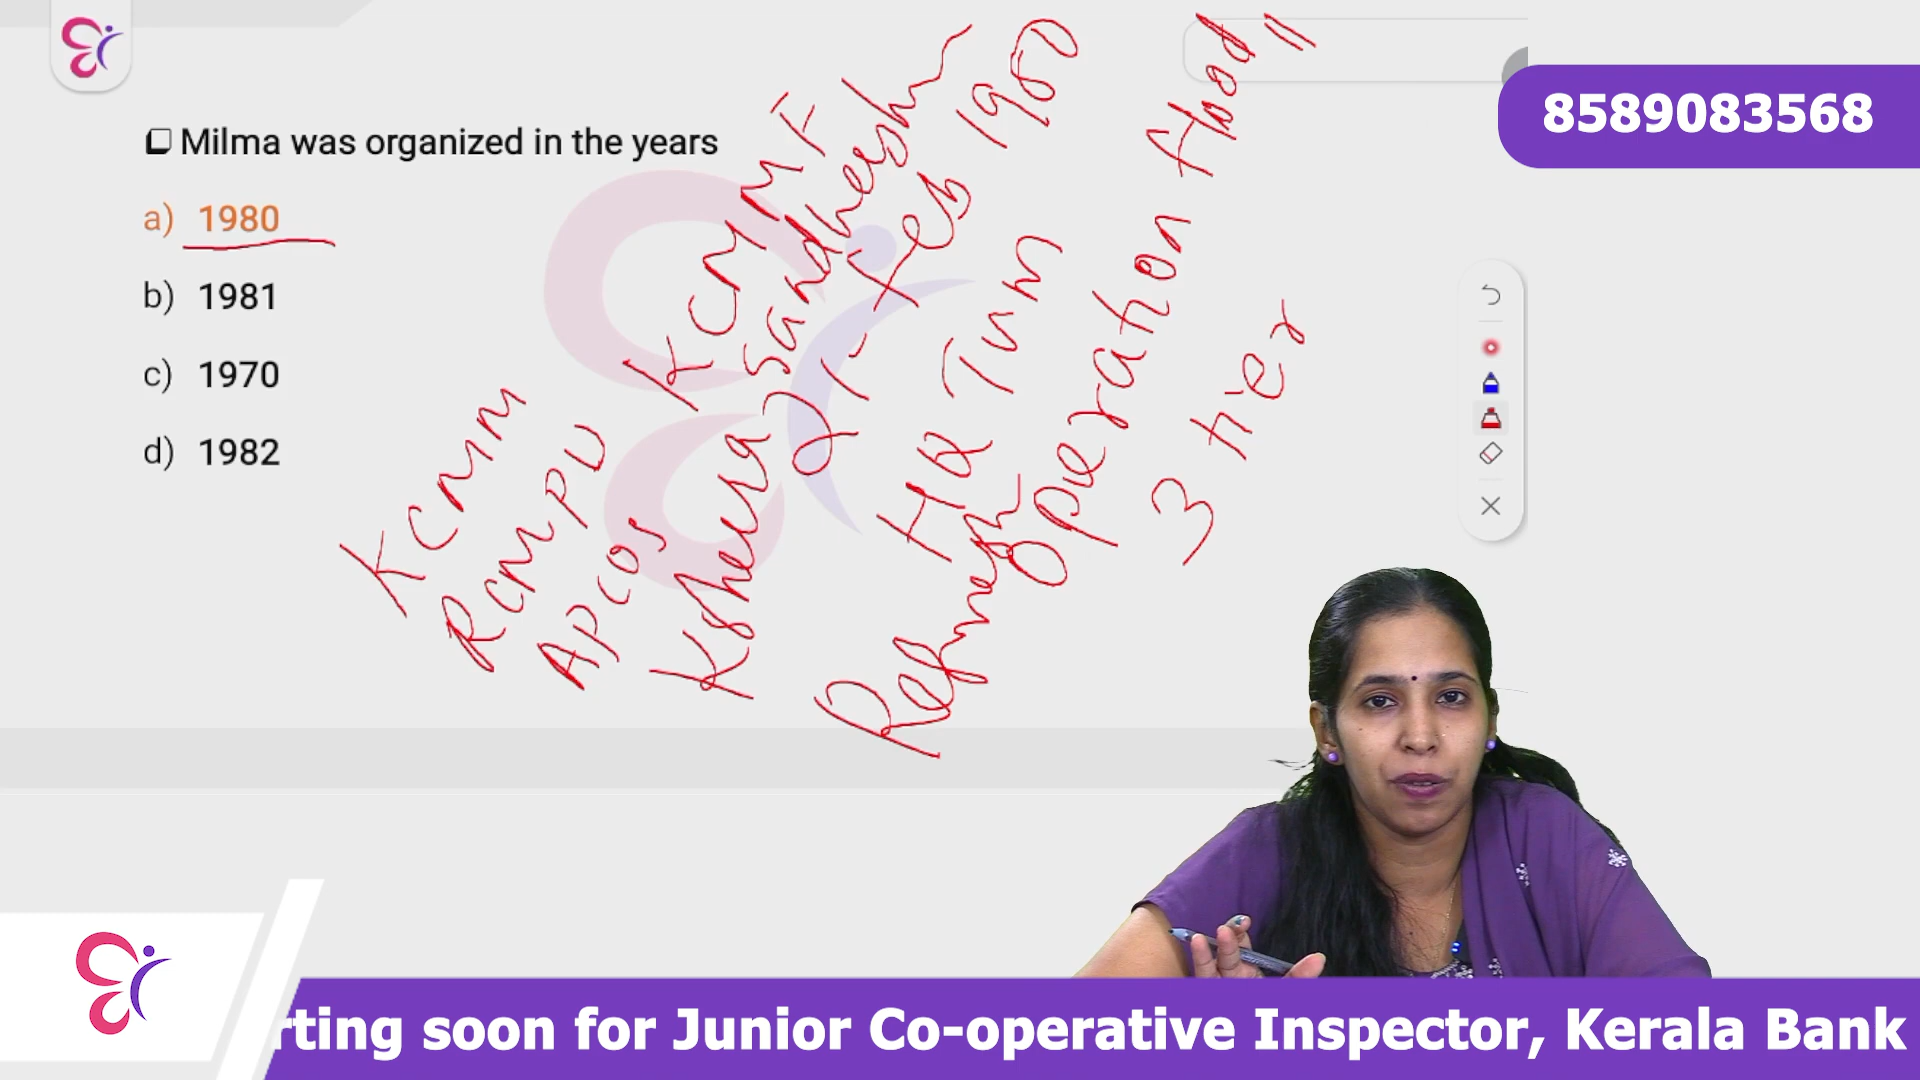 8589083568
Milma was organized in the years
a) 1980
b) 1981
c) 1970
d) 1982
KCMMF
KCMM
RCMPU
APCOS
Ksheera Sandhesham
Feb 1980
HQ Tvm
Operation flood II
3 tier
rting soon for Junior Co-operative Inspector, Kerala Bank